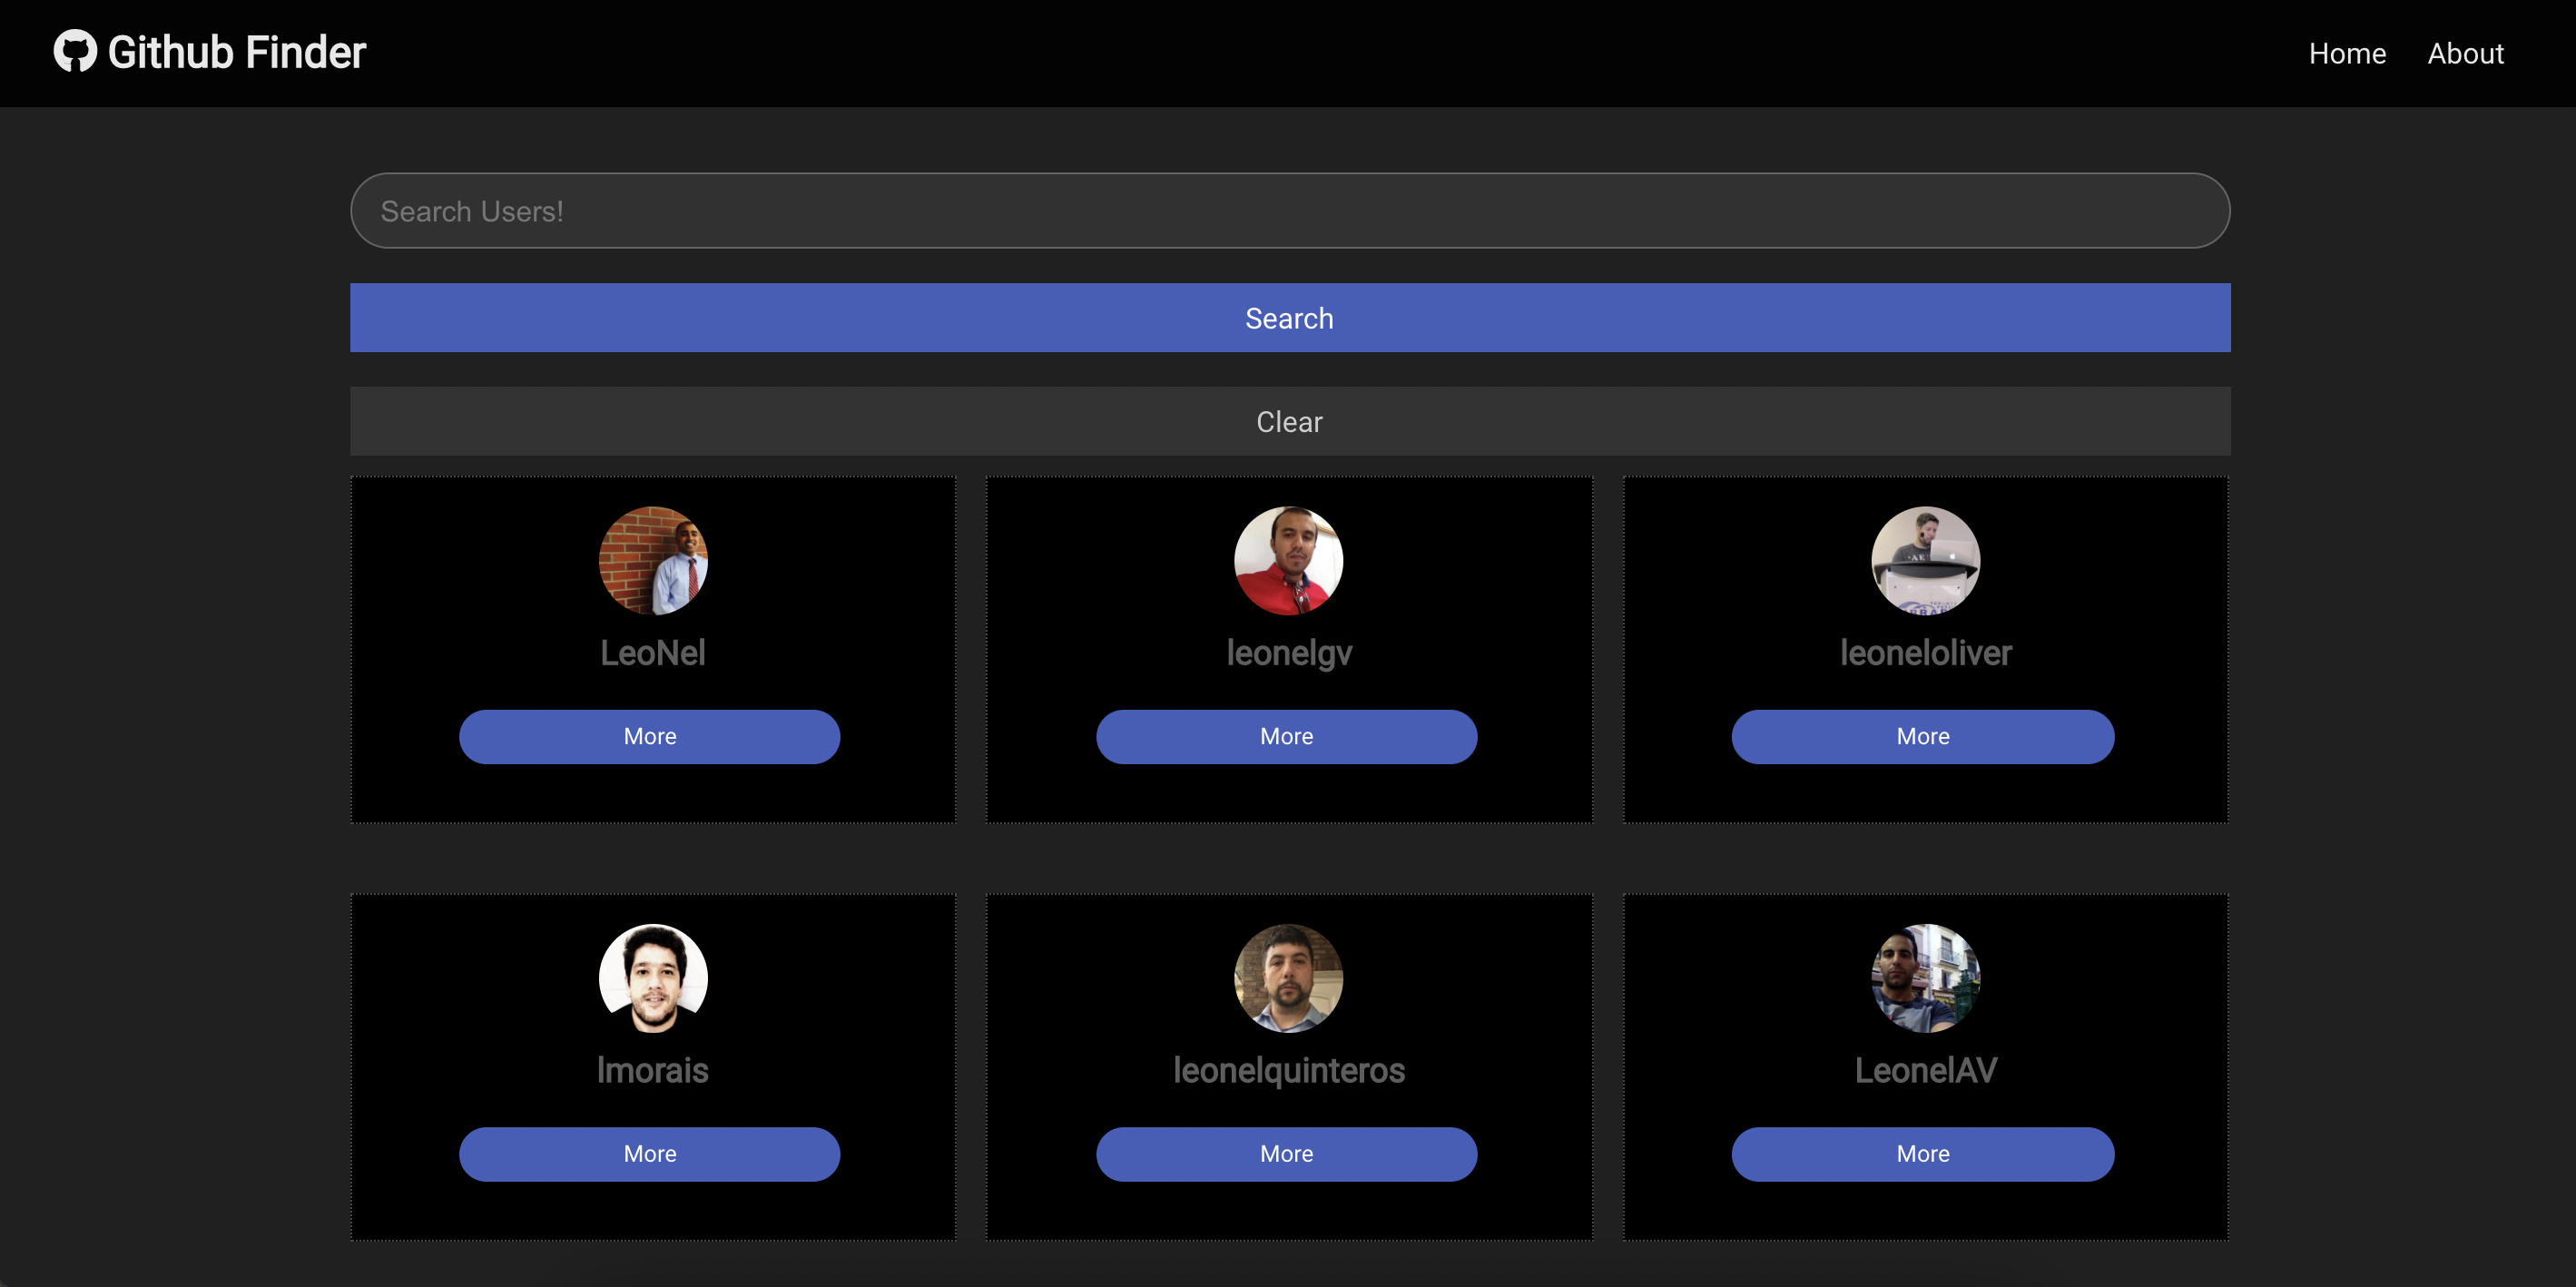 Github Finder
Home About
Search Users!
Search
Clear
LeoNel
More
leonelgv
More
leoneloliver
More
lmorais
More
leonelquinteros
More
LeonelAV
More